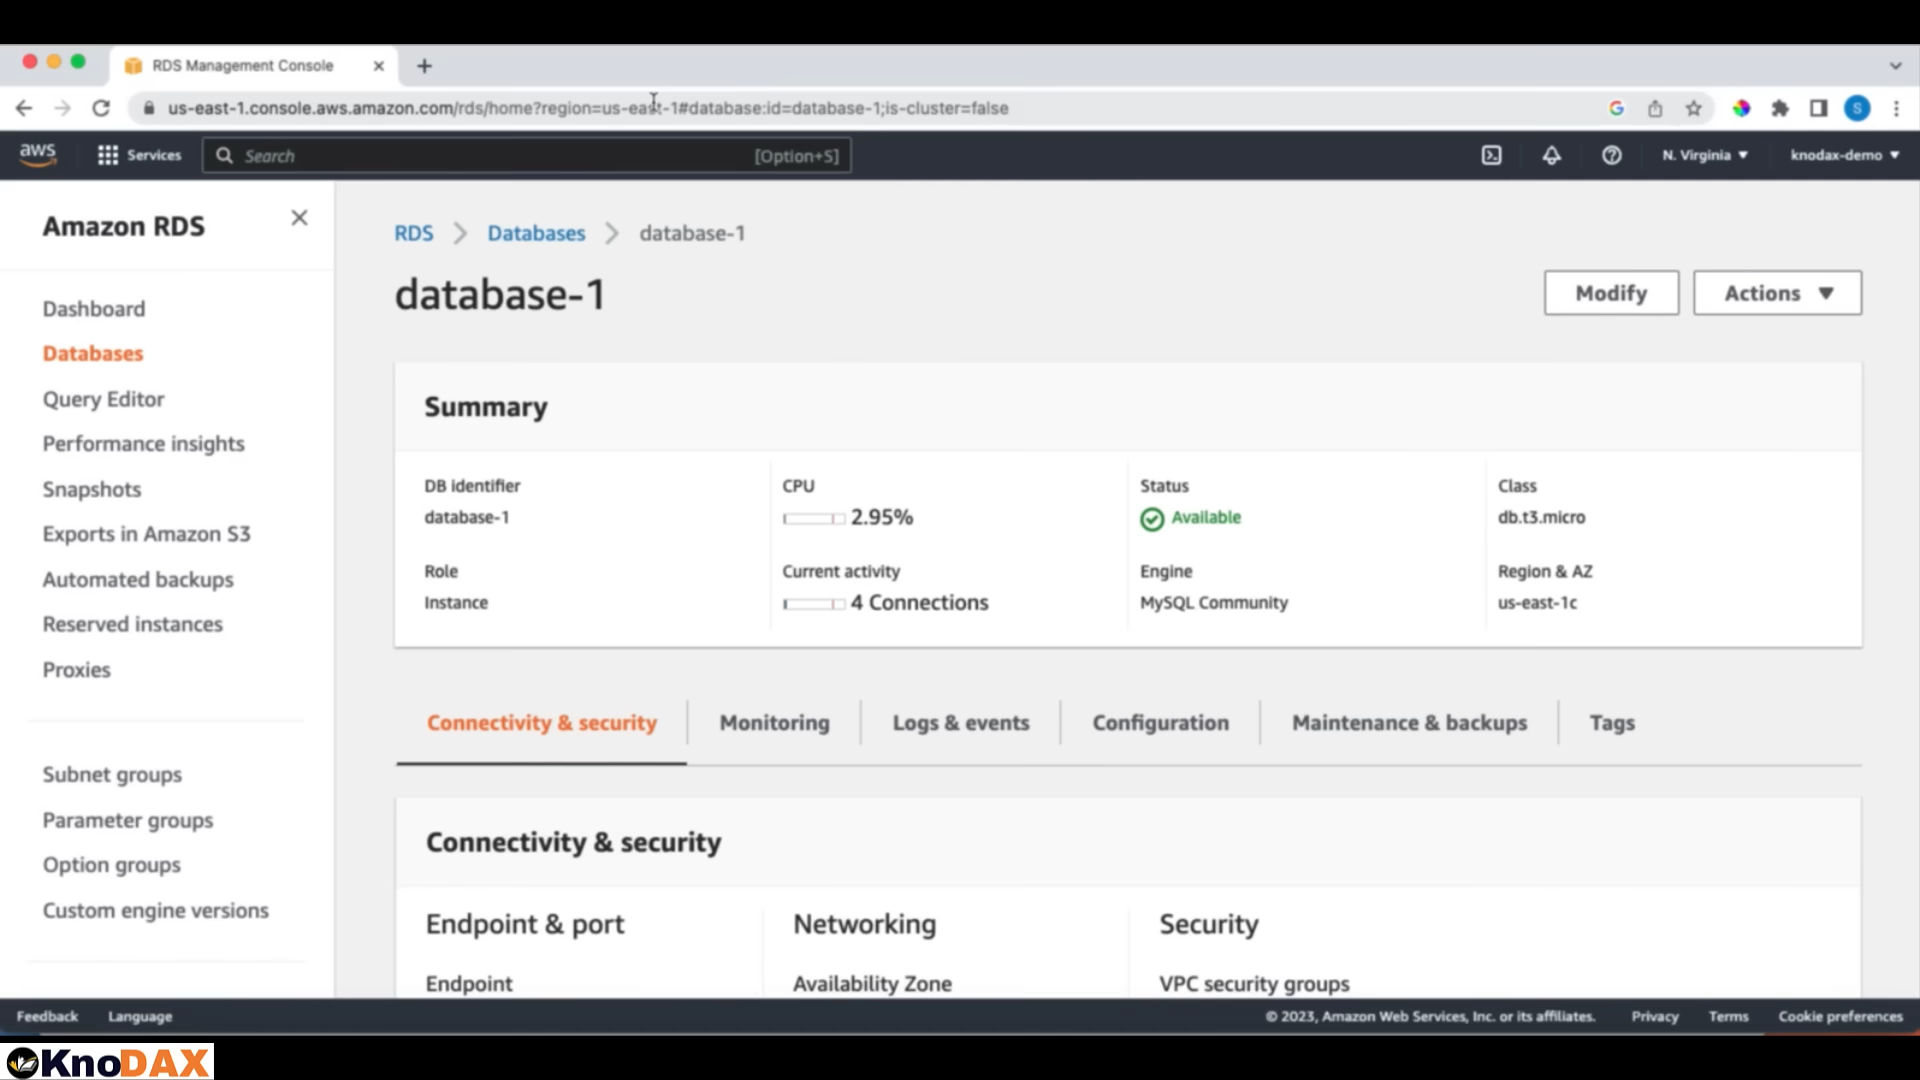 RDS Management Console
us-east-1.console.aws.amazon.com/rds/home?region=us-east-1#database:id=database-1;is-cluster=false
S
aws
Services
Search
[Option+S]
N. Virginia
knodax-demo
Amazon RDS
Dashboard
Databases
Query Editor
Performance insights
Snapshots
Exports in Amazon S3
Automated backups
Reserved instances
Proxies
Subnet groups
Parameter groups
Option groups
Custom engine versions
RDS
Databases
database-1
database-1
Modify
Actions
Summary
DB identifier
database-1
CPU
2.95%
Status
Available
Class
db.t3.micro
Role
Instance
Current activity
4 Connections
Engine
MySQL Community
Region & AZ
us-east-1c
Connectivity & security
Monitoring
Logs & events
Configuration
Maintenance & backups
Tags
Connectivity & security
Endpoint & port
Networking
Security
Endpoint
Availability Zone
VPC security groups
Feedback
Language
© 2023, Amazon Web Services, Inc. or its affiliates.
Privacy
Terms
Cookie preferences
KnoDAX